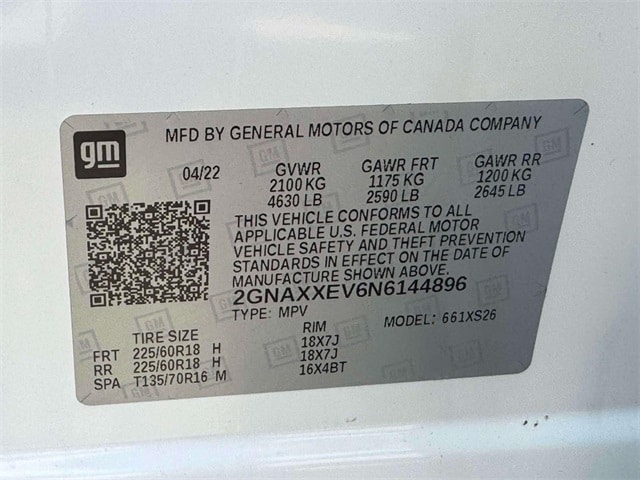 gm
MFD BY GENERAL MOTORS OF CANADA COMPANY
04/22 GVWR GAWR FRT GAWR RR
2100 KG 1175 KG 1200 KG
4630 LB 2590 LB 2645 LB
THIS VEHICLE CONFORMS TO ALL
APPLICABLE U.S. FEDERAL MOTOR
VEHICLE SAFETY AND THEFT PREVENTION
STANDARDS IN EFFECT ON THE DATE OF
MANUFACTURE SHOWN ABOVE.
2GNAXXEV6N6144896
TYPE: MPV MODEL: 661XS26
TIRE SIZE RIM
FRT 225/60R18 H 18X7J
RR 225/60R18 H 18X7J
SPA T135/70R16 M 16X4BT